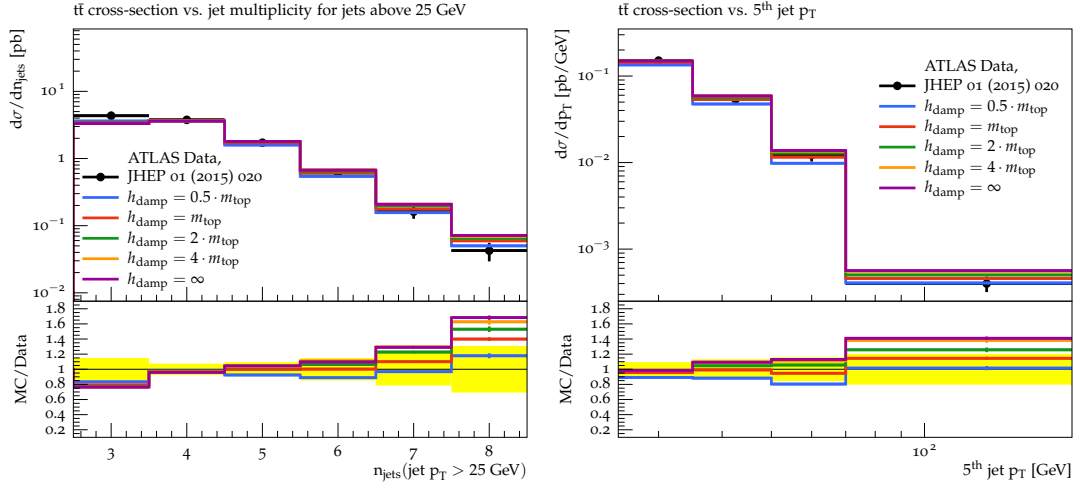 tt̄ cross-section vs. jet multiplicity for jets above 25 GeV
dσ/dn_jets [pb]
10^1
1
10^−1
10^−2
ATLAS Data,
JHEP 01 (2015) 020
h_damp = 0.5 · m_top
h_damp = m_top
h_damp = 2 · m_top
h_damp = 4 · m_top
h_damp = ∞
MC/Data
1.8
1.6
1.4
1.2
1
0.8
0.6
0.4
0.2
3 4 5 6 7 8
n_jets(jet p_T > 25 GeV)
tt̄ cross-section vs. 5^th jet p_T
dσ/dp_T [pb/GeV]
10^−1
10^−2
10^−3
ATLAS Data,
JHEP 01 (2015) 020
h_damp = 0.5 · m_top
h_damp = m_top
h_damp = 2 · m_top
h_damp = 4 · m_top
h_damp = ∞
MC/Data
1.8
1.6
1.4
1.2
1
0.8
0.6
0.4
0.2
10^2
5^th jet p_T [GeV]